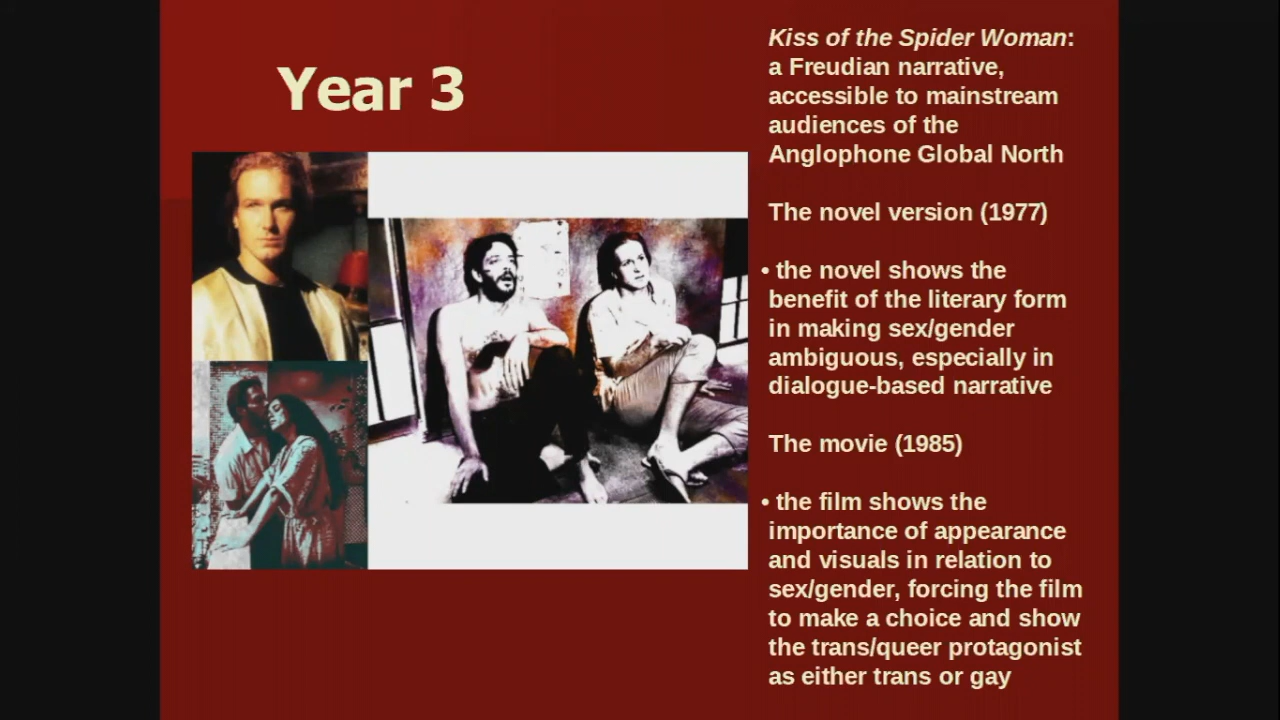 Year 3
Kiss of the Spider Woman:
a Freudian narrative,
accessible to mainstream
audiences of the
Anglophone Global North
The novel version (1977)
• the novel shows the
benefit of the literary form
in making sex/gender
ambiguous, especially in
dialogue-based narrative
The movie (1985)
• the film shows the
importance of appearance
and visuals in relation to
sex/gender, forcing the film
to make a choice and show
the trans/queer protagonist
as either trans or gay